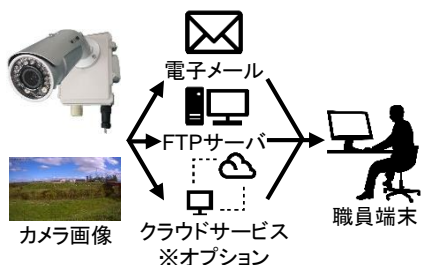 電子メール
FTPサーバ
クラウドサービス
※オプション
カメラ画像
職員端末